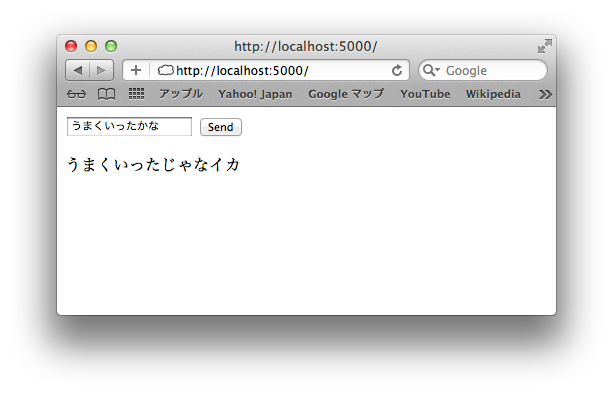 http://localhost:5000/
http://localhost:5000/ Google
アップル Yahoo! Japan Google マップ YouTube Wikipedia
うまくいったかな Send
うまくいったじゃなイカ